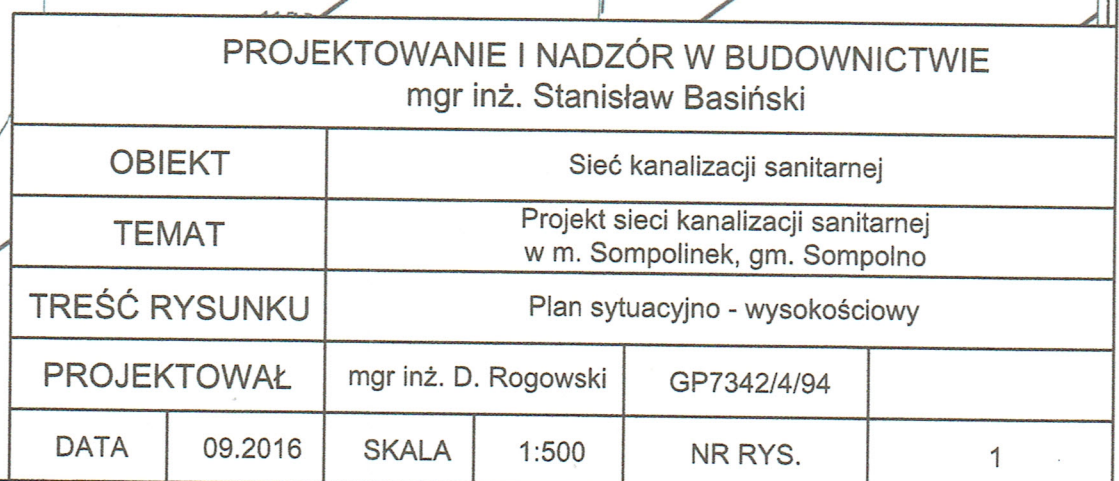 PROJEKTOWANIE I NADZÓR W BUDOWNICTWIE
mgr inż. Stanisław Basiński
OBIEKT Sieć kanalizacji sanitarnej
TEMAT Projekt sieci kanalizacji sanitarnej
w m. Sompolinek, gm. Sompolno
TREŚĆ RYSUNKU Plan sytuacyjno - wysokościowy
PROJEKTOWAŁ mgr inż. D. Rogowski GP7342/4/94
DATA 09.2016 SKALA 1:500 NR RYS. 1